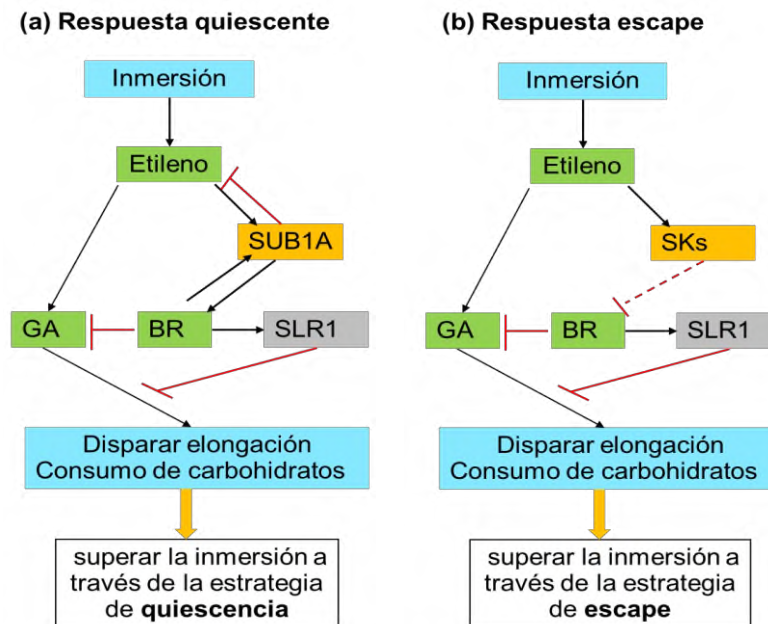 (a) Respuesta quiescente
Inmersión
Etileno
SUB1A
GA
BR
SLR1
Disparar elongación
Consumo de carbohidratos
superar la inmersión a
través de la estrategia
de quiescencia
(b) Respuesta escape
Inmersión
Etileno
SKs
GA
BR
SLR1
Disparar elongación
Consumo de carbohidratos
superar la inmersión a
través de la estrategia
de escape